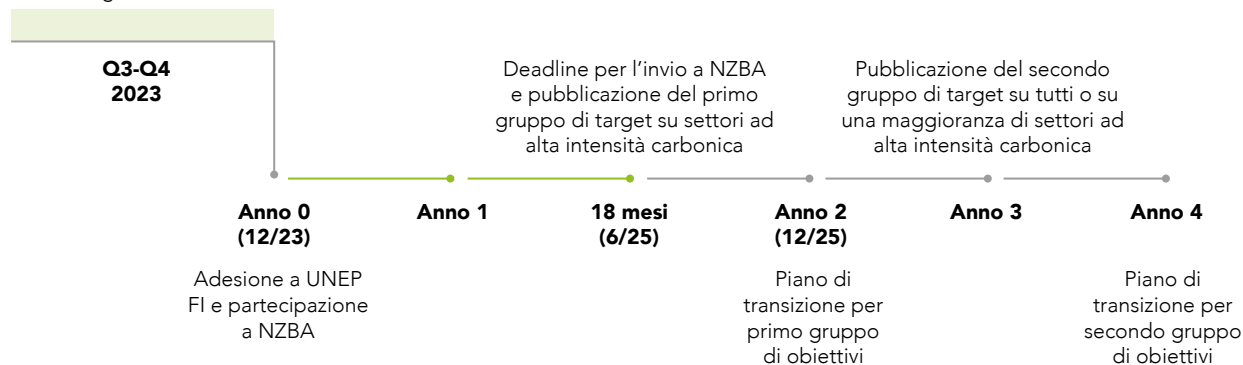 Q3-Q4
2023
Deadline per l'invio a NZBA
e pubblicazione del primo
gruppo di target su settori ad
alta intensità carbonica
Pubblicazione del secondo
gruppo di target su tutti o su
una maggioranza di settori ad
alta intensità carbonica
Anno 0
(12/23)
Anno 1
18 mesi
(6/25)
Anno 2
(12/25)
Anno 3
Anno 4
Adesione a UNEP
FI e partecipazione
a NZBA
Piano di
transizione per
primo gruppo
di obiettivi
Piano di
transizione per
secondo gruppo
di obiettivi